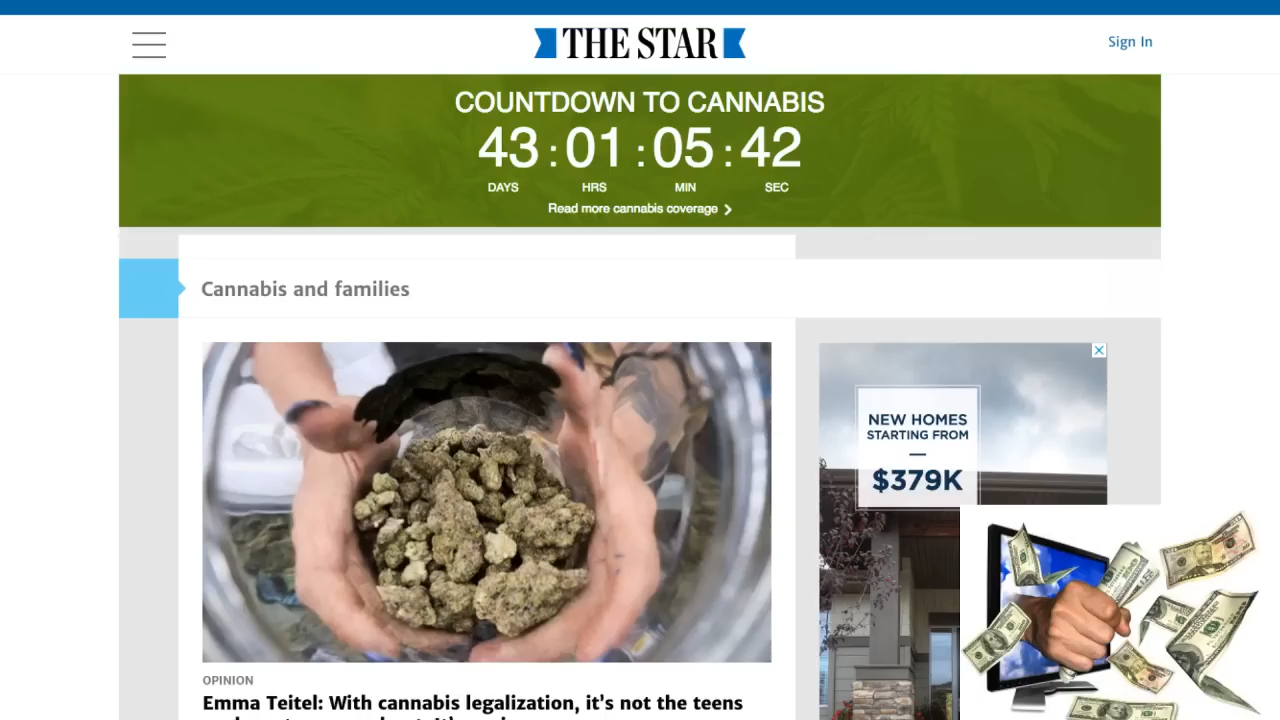 THE STAR
Sign In
COUNTDOWN TO CANNABIS
43 : 01 : 05 : 42
DAYS HRS MIN SEC
Read more cannabis coverage
Cannabis and families
NEW HOMES
STARTING FROM
$379K
OPINION
Emma Teitel: With cannabis legalization, it's not the teens